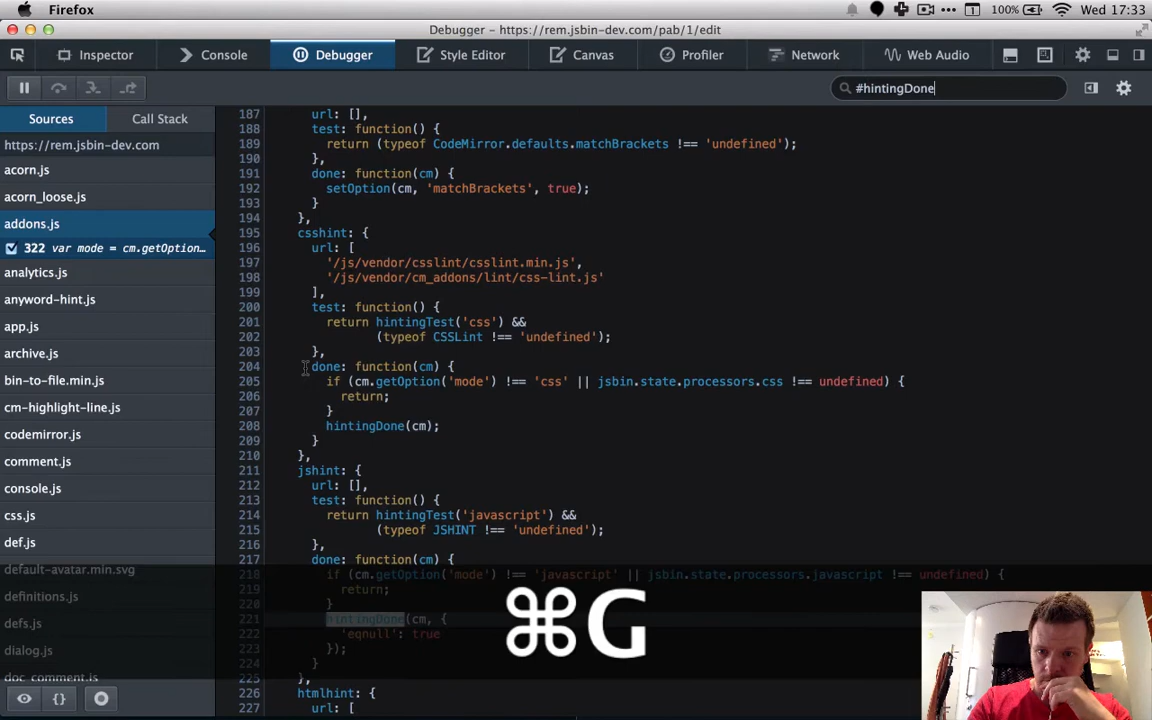 Firefox
100%
Wed 17:33
Debugger - https://rem.jsbin-dev.com/pab/1/edit
Inspector
Console
Debugger
Style Editor
Canvas
Profiler
Network
Web Audio
#hintingDone
Sources
Call Stack
https://rem.jsbin-dev.com
acorn.js
acorn_loose.js
addons.js
322 var mode = cm.getOption…
analytics.js
anyword-hint.js
app.js
archive.js
bin-to-file.min.js
cm-highlight-line.js
codemirror.js
comment.js
console.js
css.js
def.js
default-avatar.min.svg
definitions.js
defs.js
dialog.js
doc_comment.js
187 url: [],
188 test: function() {
189 return (typeof CodeMirror.defaults.matchBrackets !== 'undefined');
190 },
191 done: function(cm) {
192 setOption(cm, 'matchBrackets', true);
193 }
194 },
195 csshint: {
196 url: [
197 '/js/vendor/csslint/csslint.min.js',
198 '/js/vendor/cm_addons/lint/css-lint.js'
199 ],
200 test: function() {
201 return hintingTest('css') &&
202 (typeof CSSLint !== 'undefined');
203 },
204 done: function(cm) {
205 if (cm.getOption('mode') !== 'css' || jsbin.state.processors.css !== undefined) {
206 return;
207 }
208 hintingDone(cm);
209 }
210 },
211 jshint: {
212 url: [],
213 test: function() {
214 return hintingTest('javascript') &&
215 (typeof JSHINT !== 'undefined');
216 },
217 done: function(cm) {
218 if (cm.getOption('mode') !== 'javascript' || jsbin.state.processors.javascript !== undefined) {
219 return;
220 }
221 hintingDone(cm, {
222 'eqnull': true
223 });
224 }
225 },
226 htmlhint: {
227 url: [
⌘G